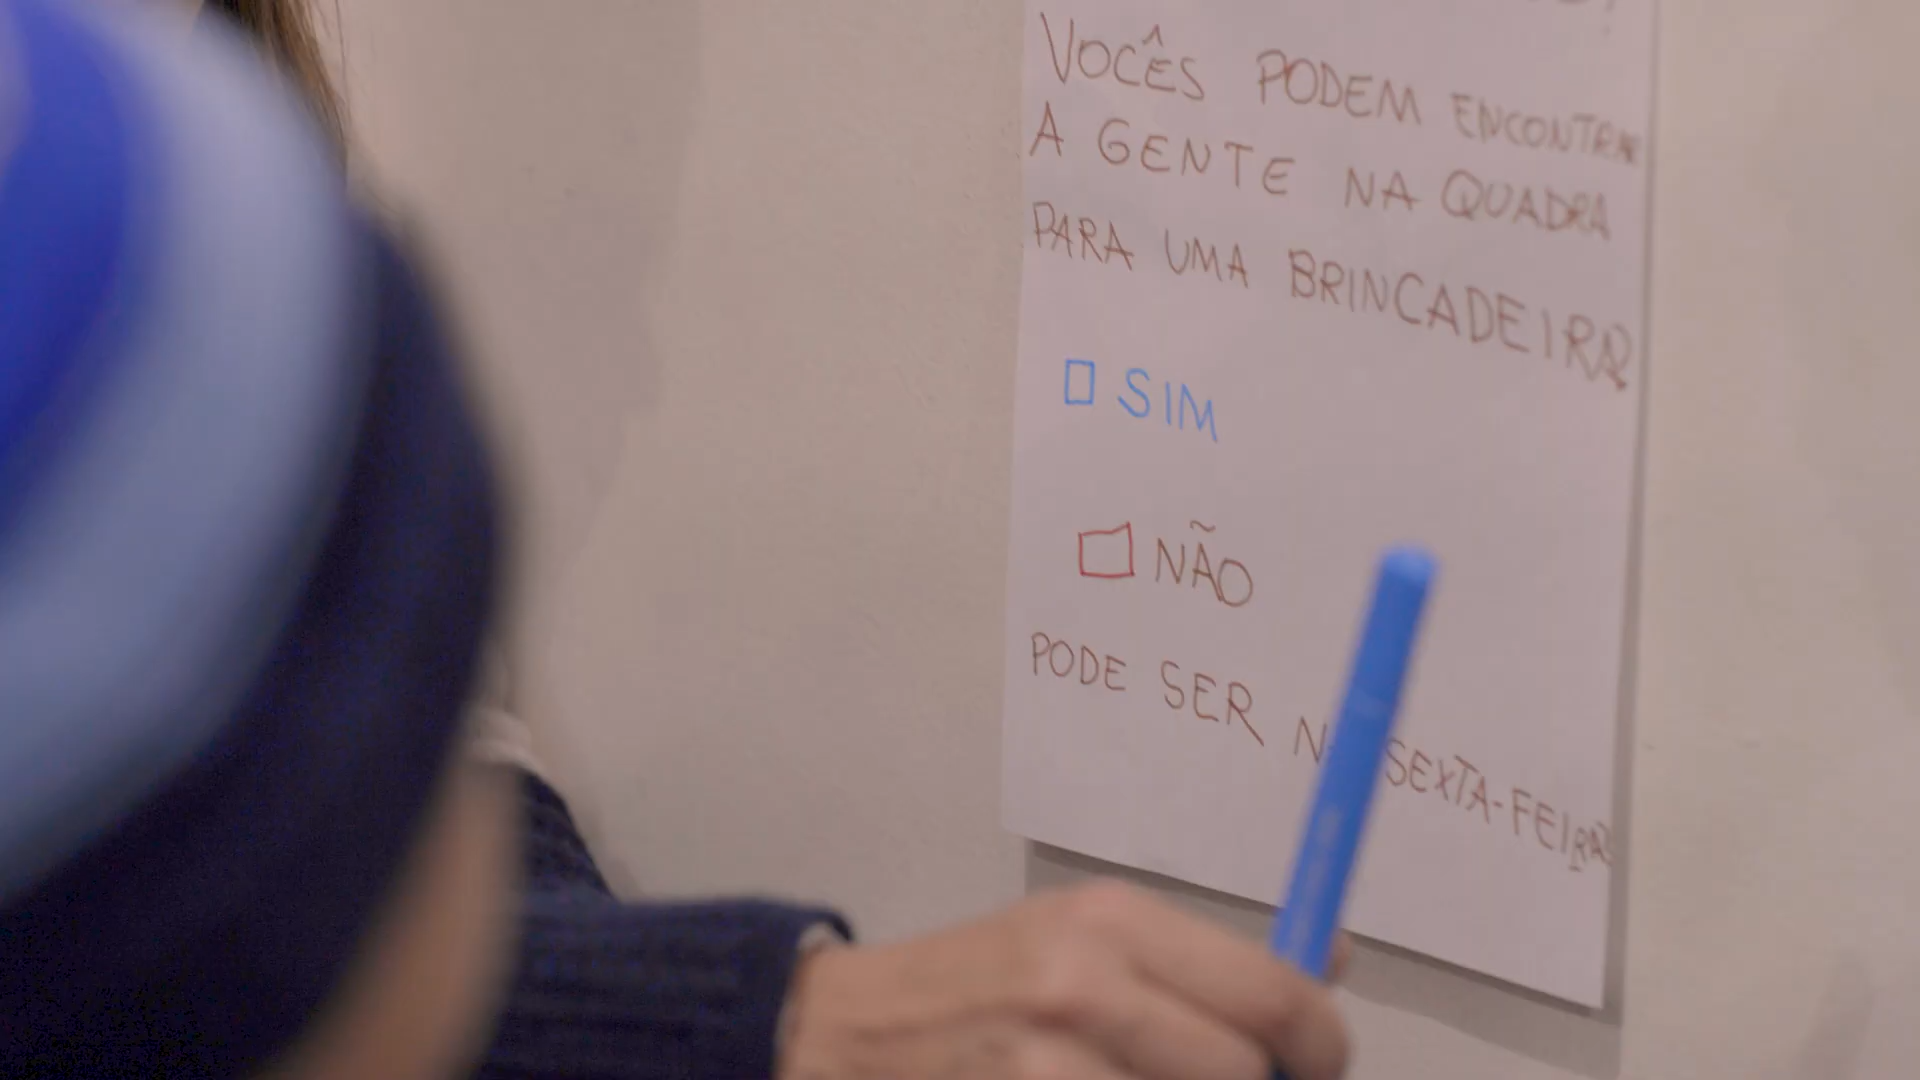 VOCÊS PODEM ENCONTRAR
A GENTE NA QUADRA
PARA UMA BRINCADEIRA?
SIM
NÃO
PODE SER SEXTA-FEIRA?